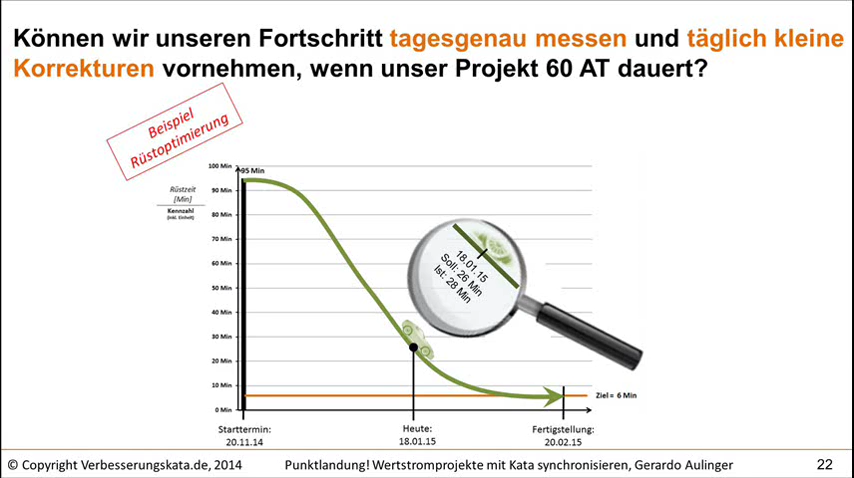 Können wir unseren Fortschritt tagesgenau messen und täglich kleine
Korrekturen vornehmen, wenn unser Projekt 60 AT dauert?
Beispiel
Rüstoptimierung
100 Min
95 Min
Rüstzeit
[Min]
Kennzahl
(inkl. Einheit)
90 Min
80 Min
70 Min
60 Min
50 Min
40 Min
30 Min
20 Min
10 Min
0 Min
18.01.15
Soll: 26 Min
Ist: 28 Min
Ziel = 6 Min
Starttermin:
20.11.14
Heute:
18.01.15
Fertigstellung:
20.02.15
© Copyright Verbesserungskata.de, 2014 Punktlandung! Wertstromprojekte mit Kata synchronisieren, Gerardo Aulinger 22